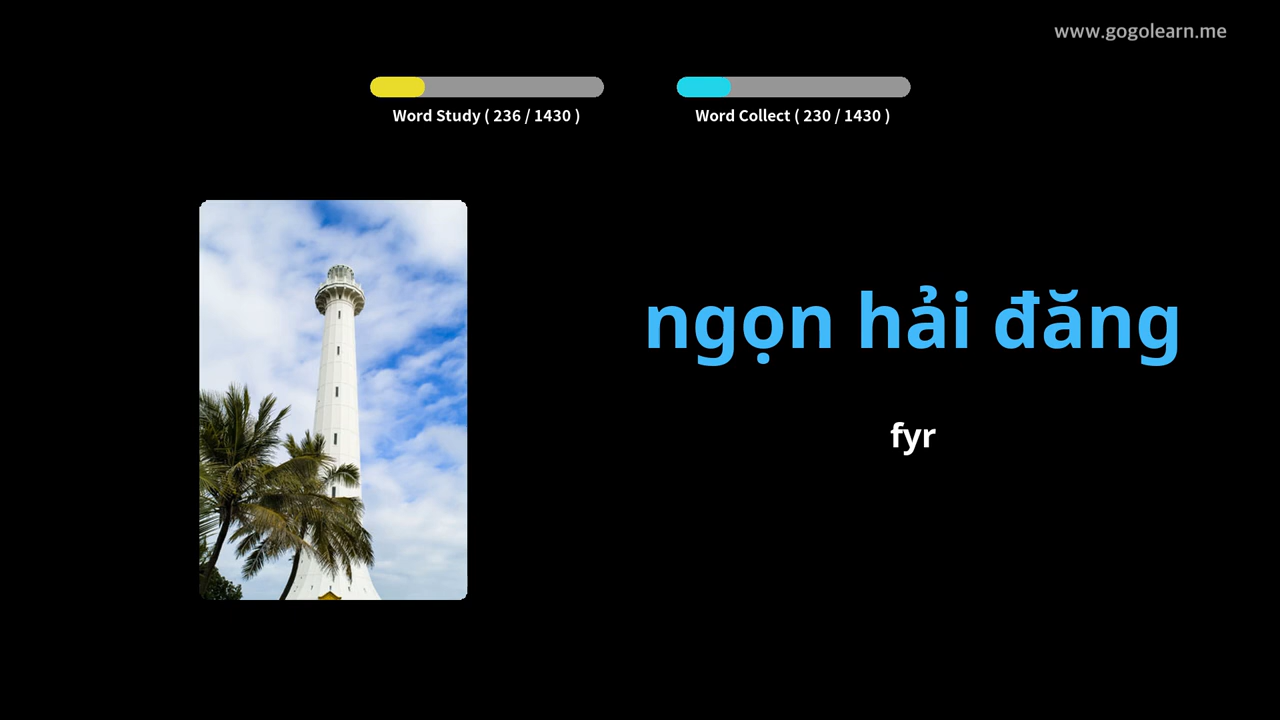 www.gogolearn.me
Word Study ( 236 / 1430 )
Word Collect ( 230 / 1430 )
ngọn hải đăng
fyr